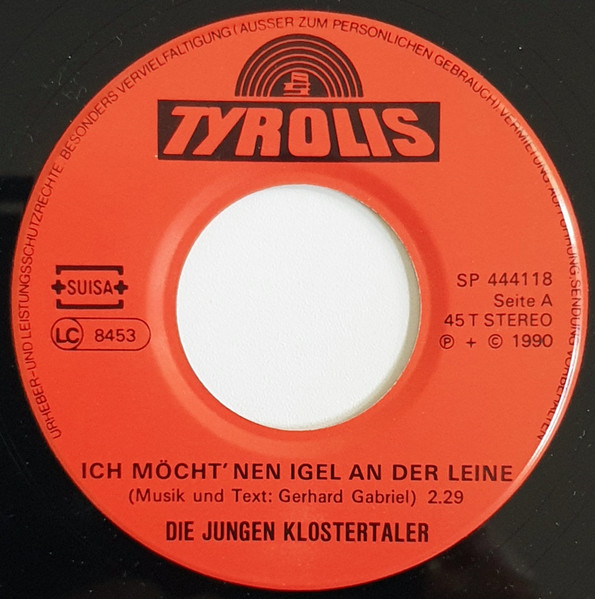 URHEBER-UND LEISTUNGSSCHUTZRECHTE BESONDERS VERVIELFÄLTIGUNG (AUSSER ZUM PERSÖNLICHEN GEBRAUCH) VERMIETUNG AUFFÜHRUNG, SENDUNG VORBEHALTEN
TYROLIS
+SUISA+
LC 8453
SP 444118
Seite A
45 T STEREO
℗ + © 1990
ICH MÖCHT' NEN IGEL AN DER LEINE
(Musik und Text: Gerhard Gabriel) 2.29
DIE JUNGEN KLOSTERTALER